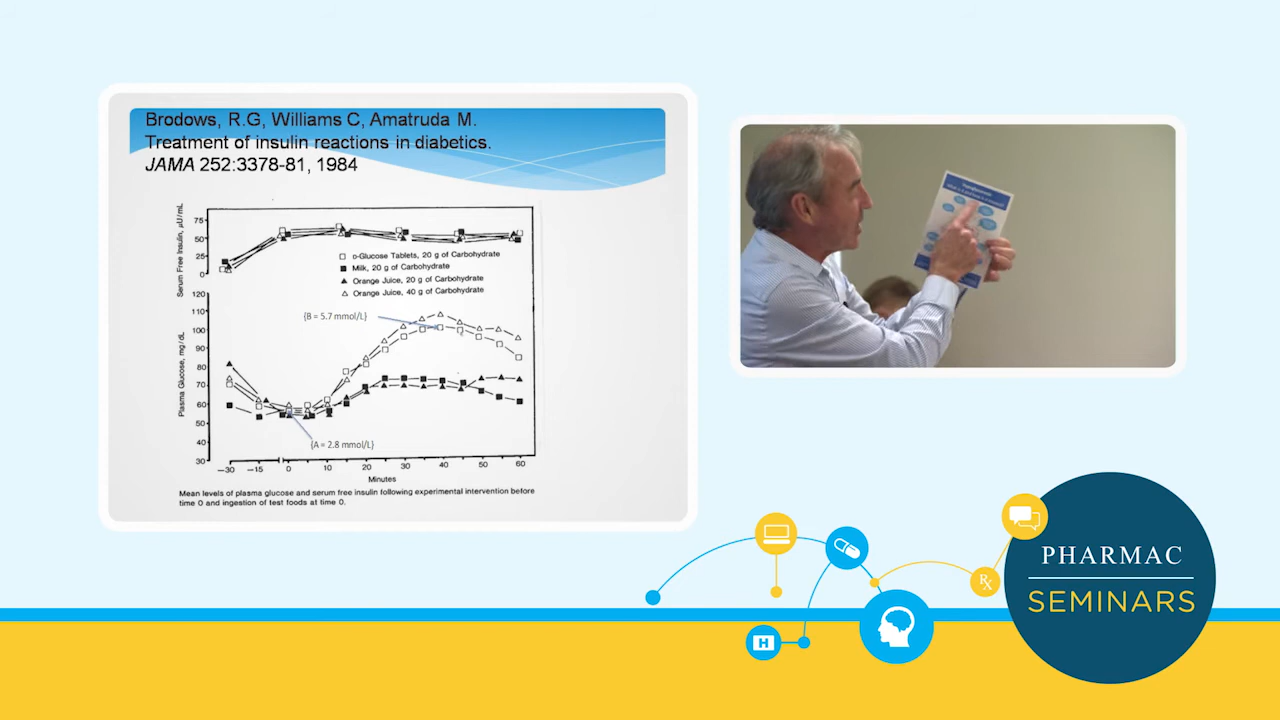 Brodows, R.G, Williams C, Amatruda M.
Treatment of insulin reactions in diabetics.
JAMA 252:3378-81, 1984
Serum Free Insulin, μU/mL
75
50
25
0
D-Glucose Tablets, 20 g of Carbohydrate
Milk, 20 g of Carbohydrate
Orange Juice, 20 g of Carbohydrate
Orange Juice, 40 g of Carbohydrate
Plasma Glucose, mg/dL
120
110
100
90
80
70
60
50
40
30
{B = 5.7 mmol/L}
{A = 2.8 mmol/L}
−30 −15 0 10 20 30 40 50 60
Minutes
Mean levels of plasma glucose and serum free insulin following experimental intervention before
time 0 and ingestion of test foods at time 0.
H
Rx
PHARMAC
SEMINARS